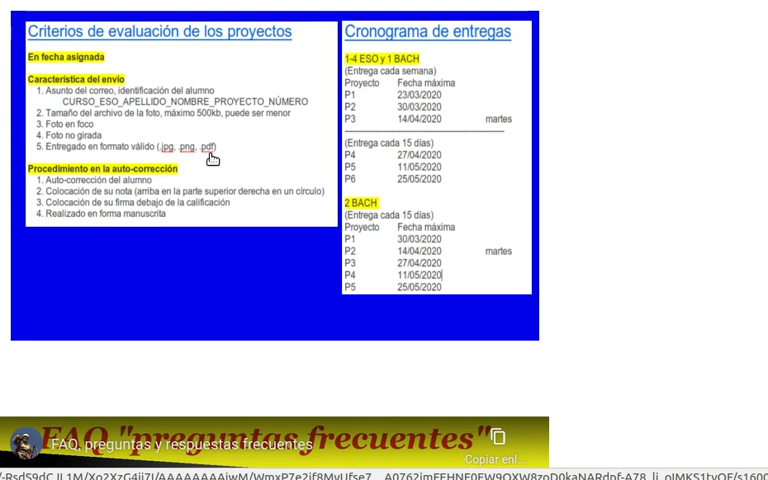 Criterios de evaluación de los proyectos
En fecha asignada
Característica del envío
1. Asunto del correo, identificación del alumno
CURSO_ESO_APELLIDO_NOMBRE_PROYECTO_NÚMERO
2. Tamaño del archivo de la foto, máximo 500kb, puede ser menor
3. Foto en foco
4. Foto no girada
5. Entregado en formato válido (.jpg, .png, .pdf)
Procedimiento en la auto-corrección
1. Auto-corrección del alumno
2. Colocación de su nota (arriba en la parte superior derecha en un círculo)
3. Colocación de su firma debajo de la calificación
4. Realizado en forma manuscrita
Cronograma de entregas
1-4 ESO y 1 BACH
(Entrega cada semana)
Proyecto Fecha máxima
P1 23/03/2020
P2 30/03/2020
P3 14/04/2020 martes
(Entrega cada 15 días)
P4 27/04/2020
P5 11/05/2020
P6 25/05/2020
2 BACH
(Entrega cada 15 días)
Proyecto Fecha máxima
P1 30/03/2020
P2 14/04/2020 martes
P3 27/04/2020
P4 11/05/2020
P5 25/05/2020
FAQ "preguntas frecuentes"
FAQ, preguntas y respuestas frecuentes
Copiar enl...